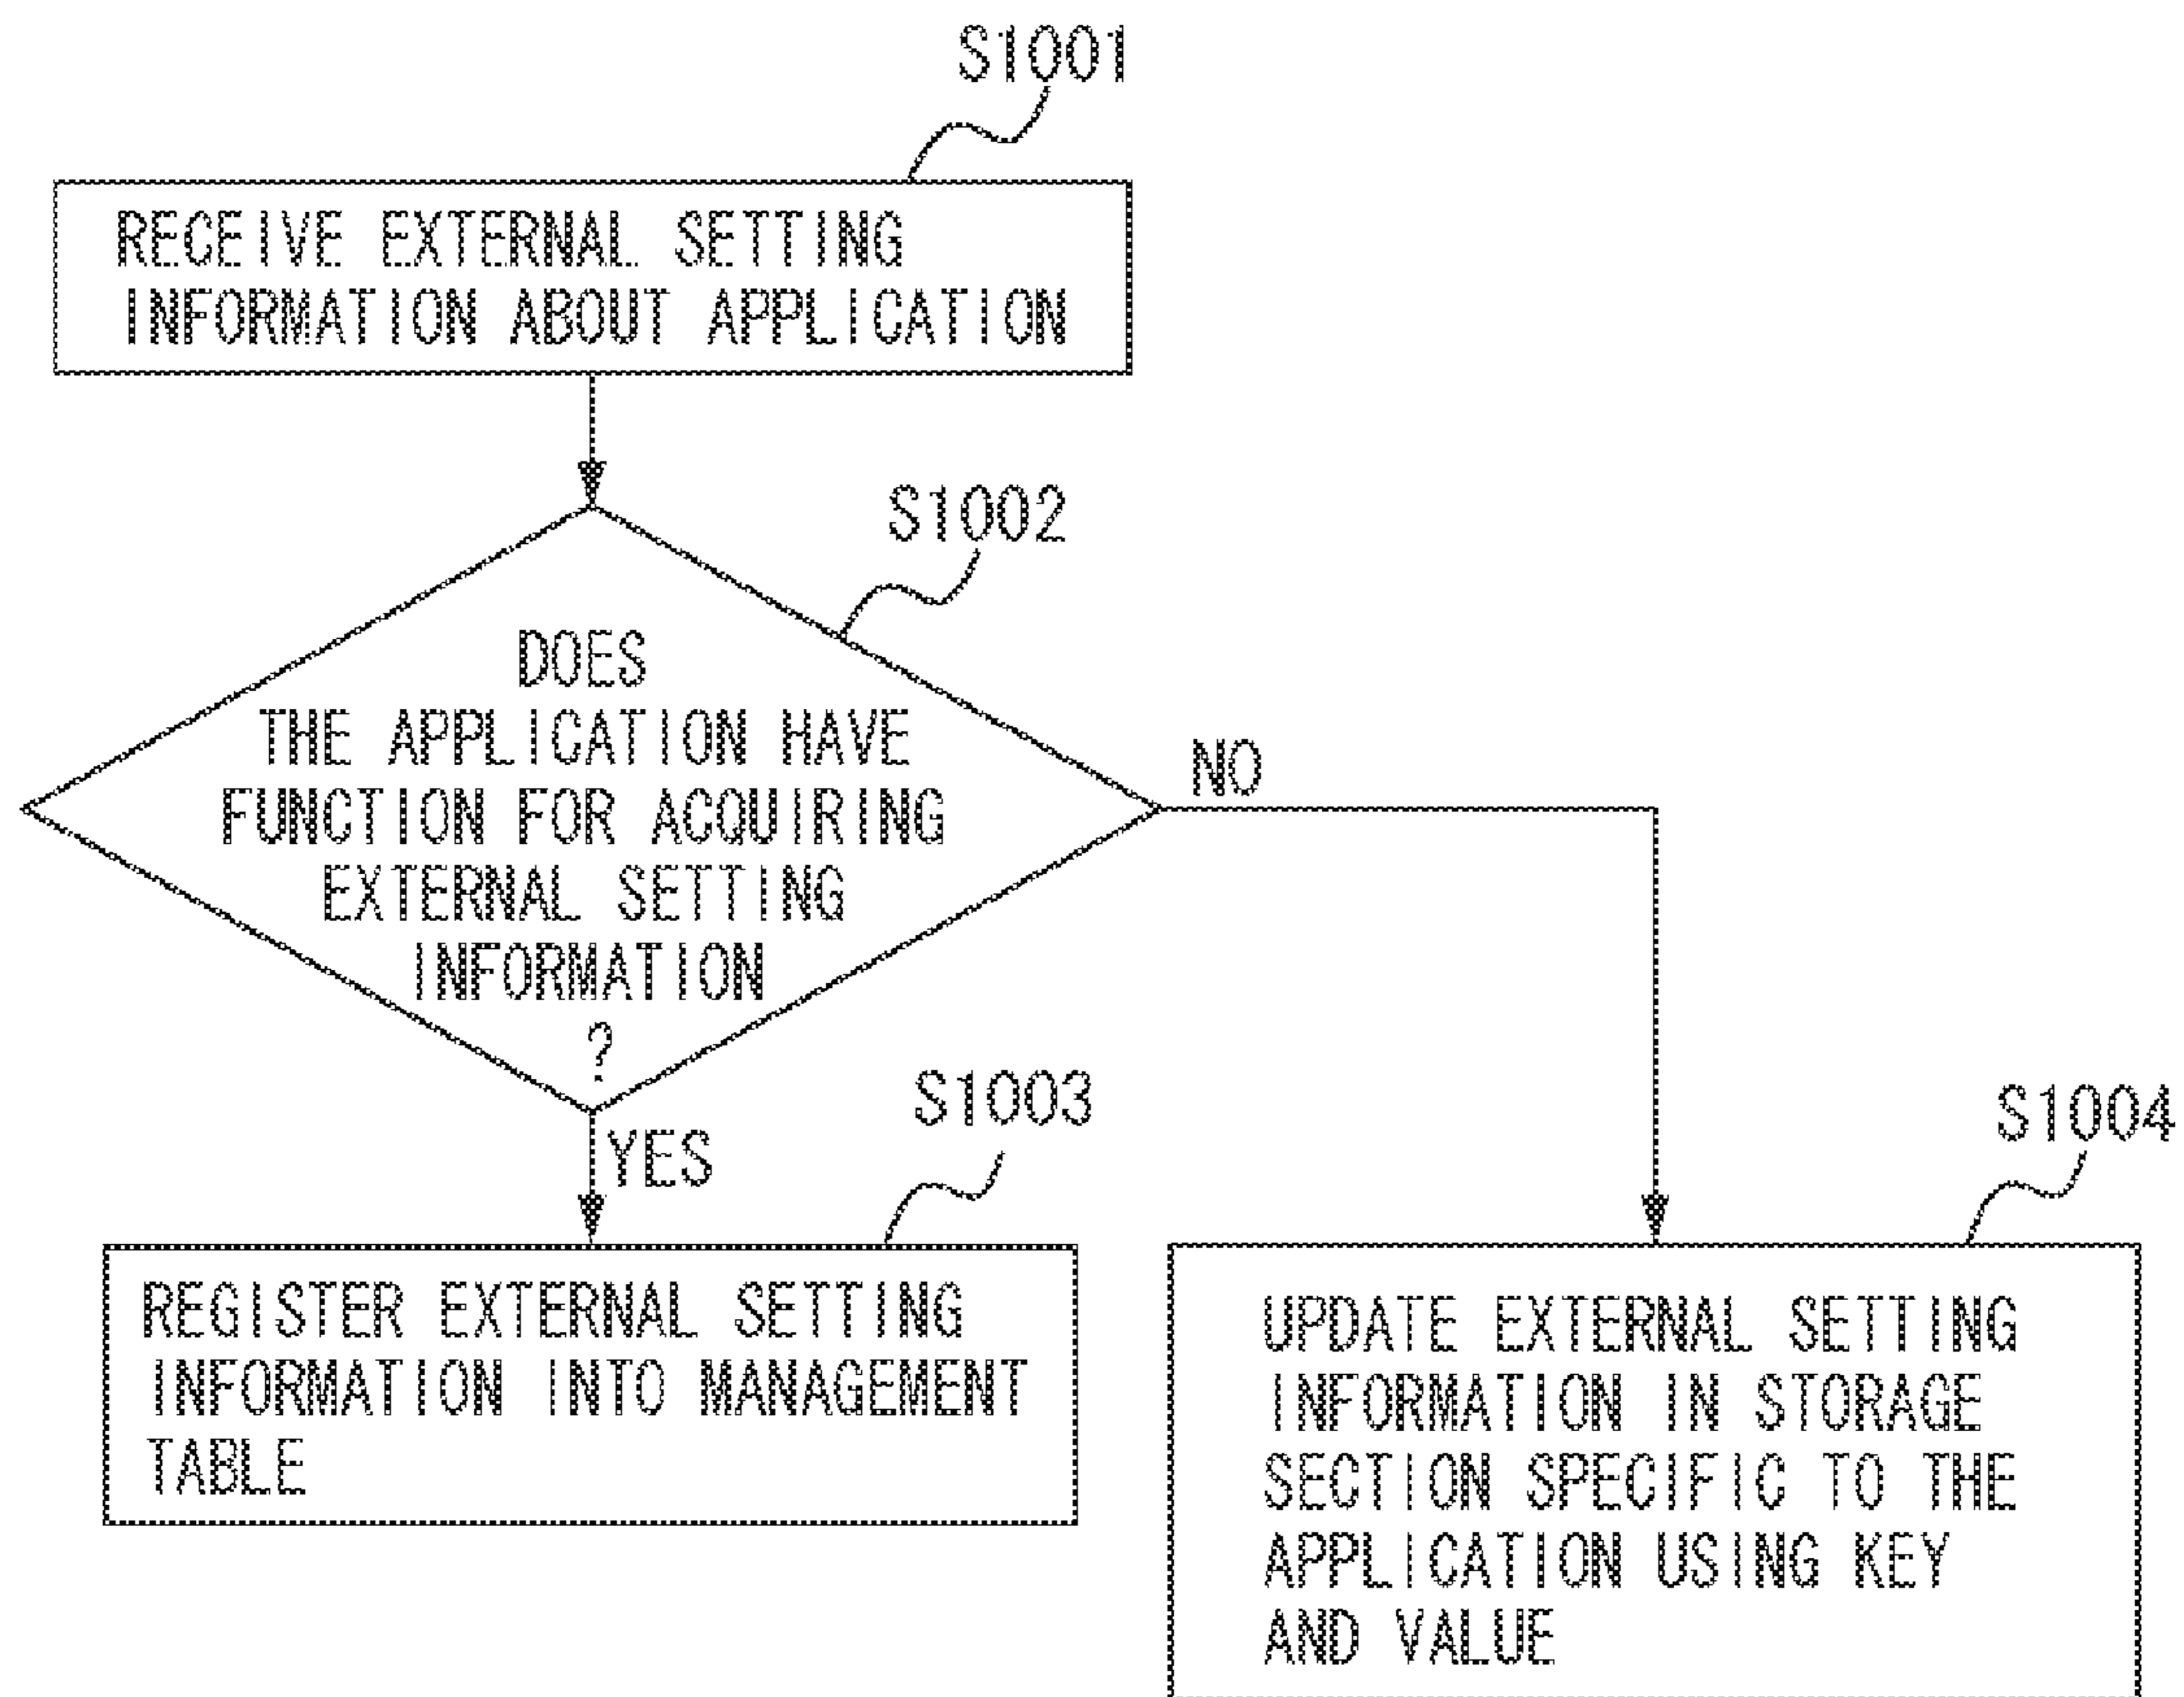 S1001
RECEIVE EXTERNAL SETTING
INFORMATION ABOUT APPLICATION
S1002
DOES
THE APPLICATION HAVE
FUNCTION FOR ACQUIRING
EXTERNAL SETTING
INFORMATION
?
NO
YES
S1003
REGISTER EXTERNAL SETTING
INFORMATION INTO MANAGEMENT
TABLE
S1004
UPDATE EXTERNAL SETTING
INFORMATION IN STORAGE
SECTION SPECIFIC TO THE
APPLICATION USING KEY
AND VALUE